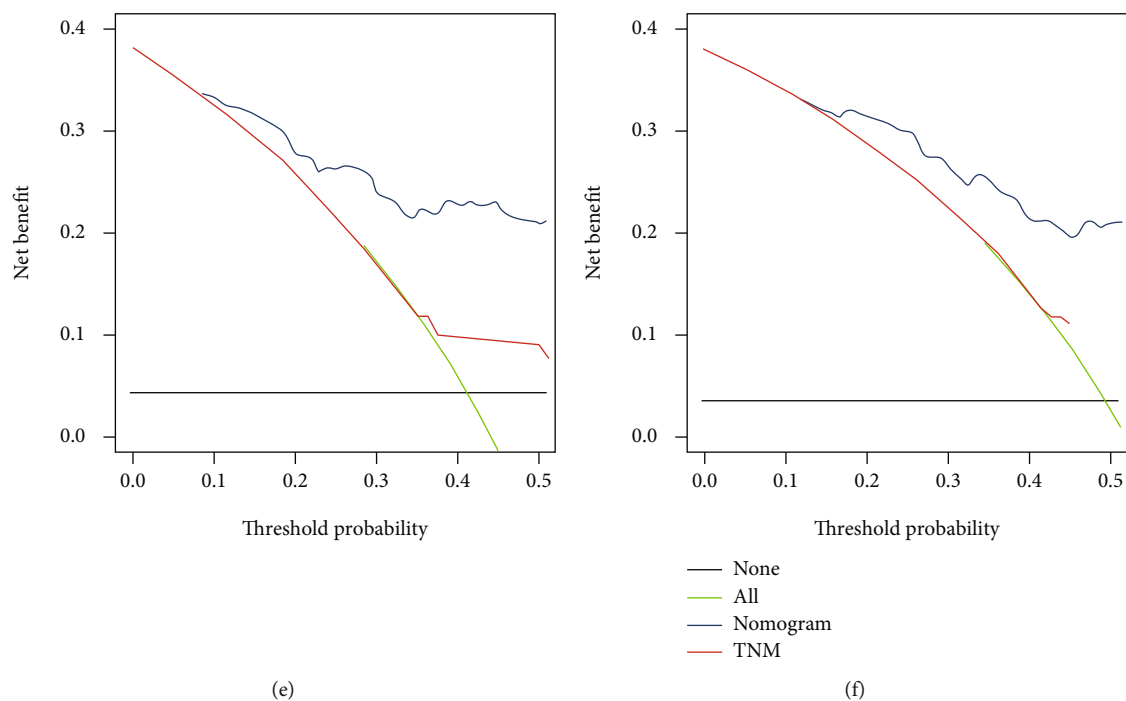 0.4
0.3
0.2
0.1
0.0
Net benefit
0.0 0.1 0.2 0.3 0.4 0.5
Threshold probability
(e)
0.4
0.3
0.2
0.1
0.0
Net benefit
0.0 0.1 0.2 0.3 0.4 0.5
Threshold probability
None
All
Nomogram
TNM
(f)